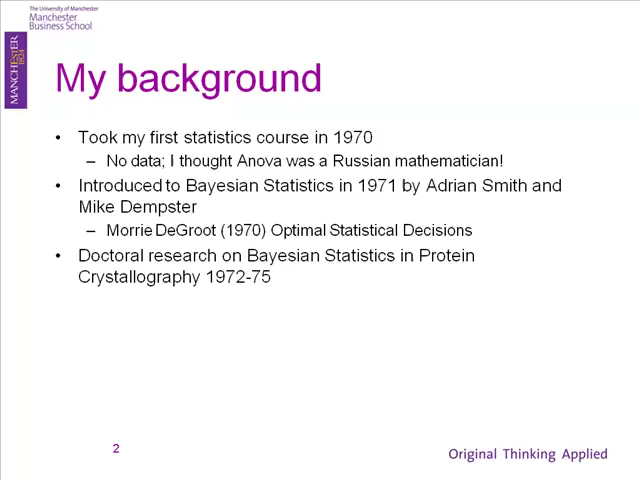 The University of Manchester
Manchester
Business School
MANCHESTER
1824
My background
• Took my first statistics course in 1970
– No data; I thought Anova was a Russian mathematician!
• Introduced to Bayesian Statistics in 1971 by Adrian Smith and
Mike Dempster
– Morrie DeGroot (1970) Optimal Statistical Decisions
• Doctoral research on Bayesian Statistics in Protein
Crystallography 1972-75
2
Original Thinking Applied